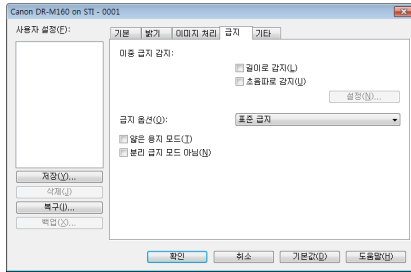 Canon DR-M160 on STI - 0001
사용자 설정(F):
기본 밝기 이미지 처리 급지 기타
이중 급지 감지:
길이로 감지(L)
초음파로 감지(U)
설정(N)...
급지 옵션(O): 표준 급지
얇은 용지 모드(T)
분리 급지 모드 아님(N)
저장(V)...
삭제(J)
복구(I)...
백업(X)...
확인 취소 기본값(D) 도움말(H)